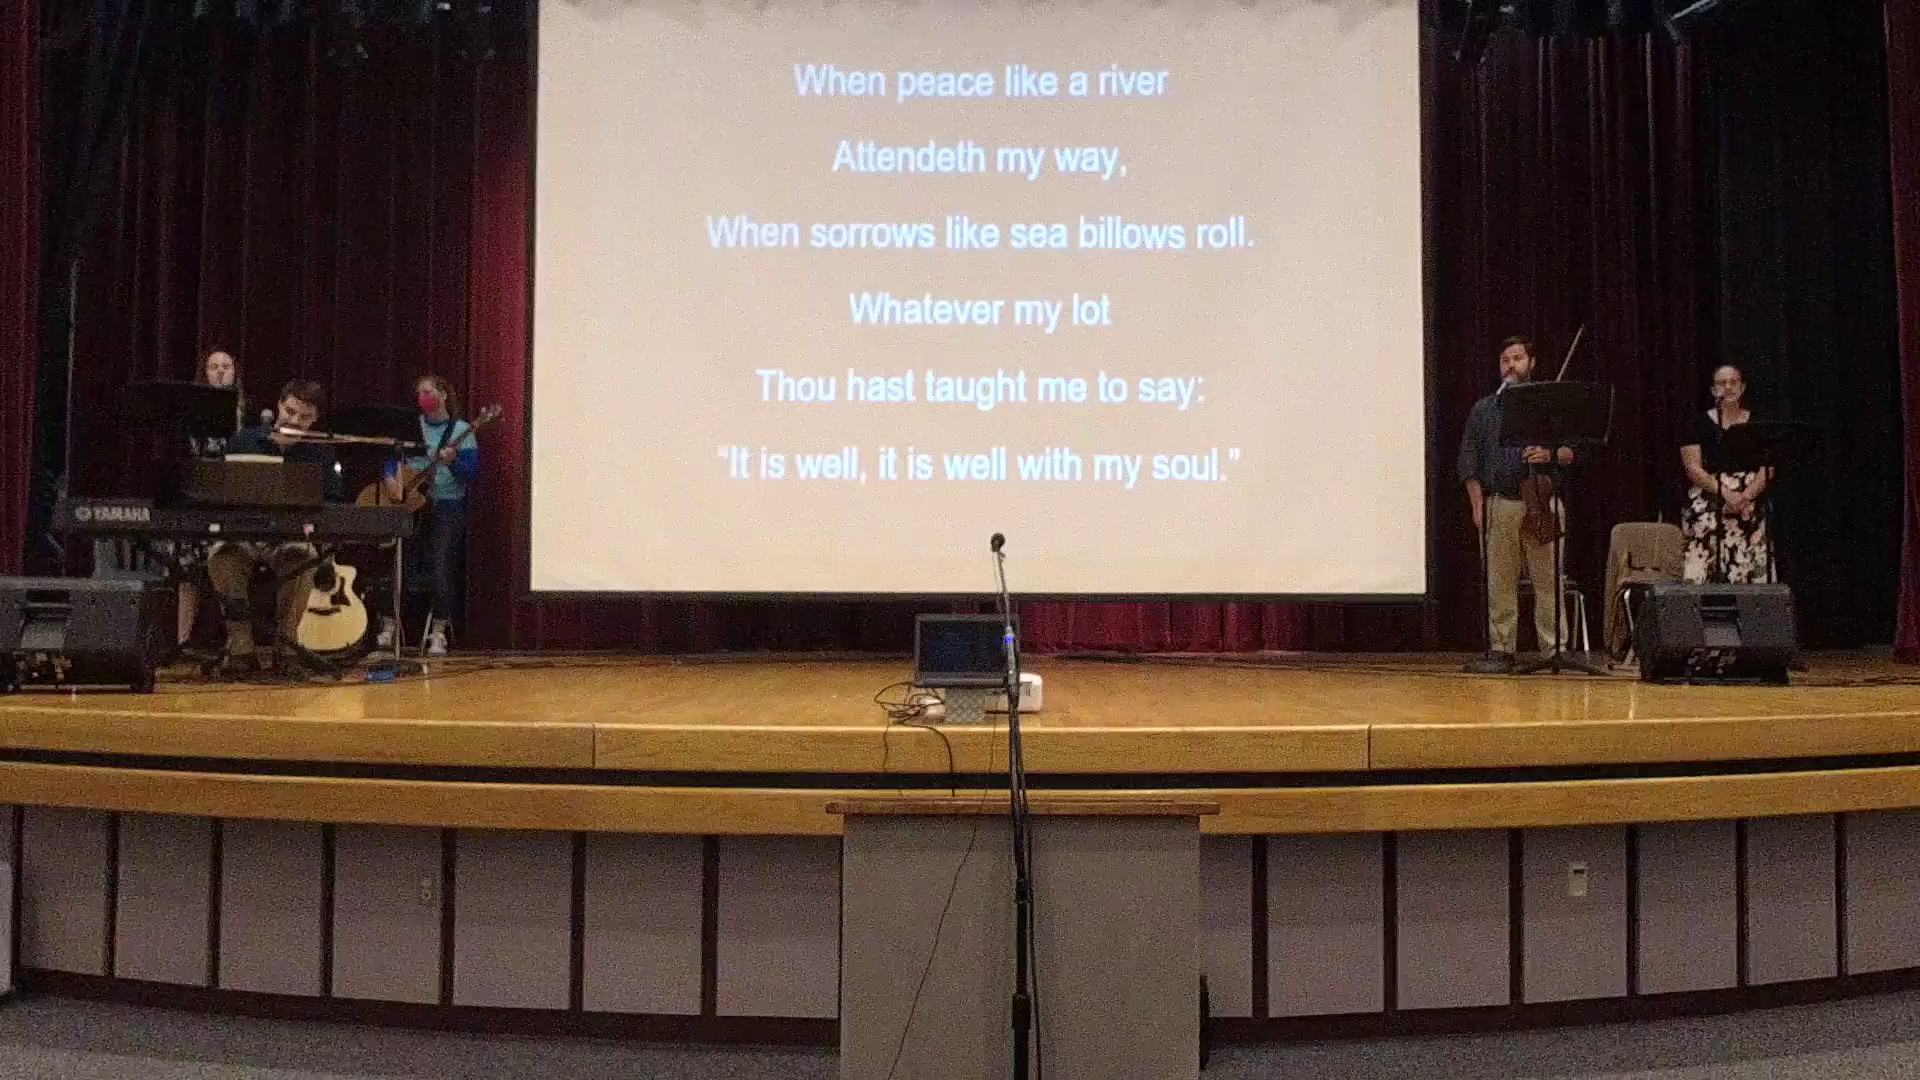 When peace like a river
Attendeth my way,
When sorrows like sea billows roll.
Whatever my lot
Thou hast taught me to say:
"It is well, it is well with my soul.”
YAMAHA